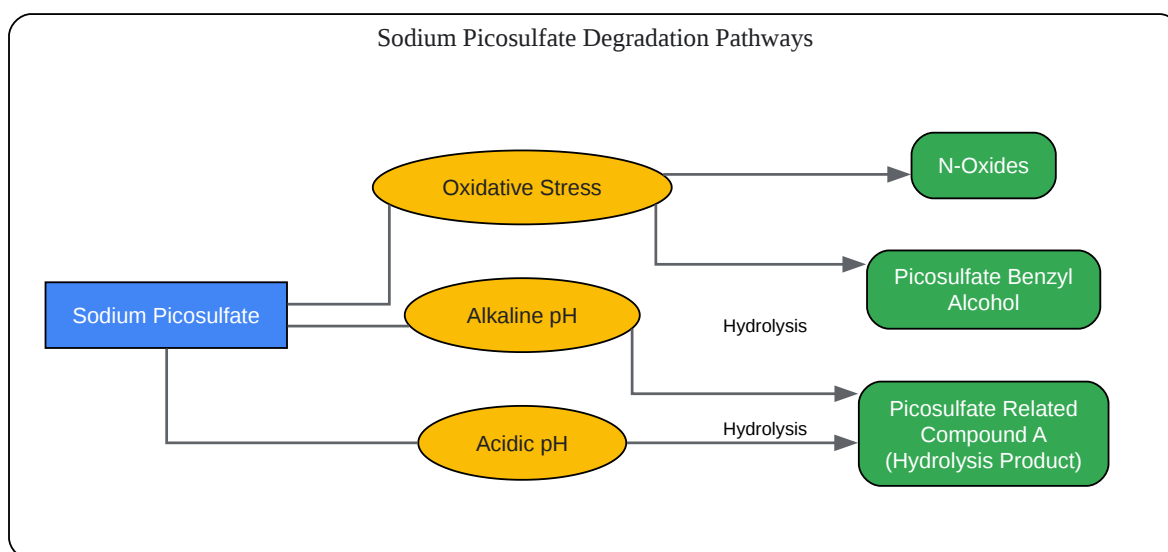 Sodium Picosulfate Degradation Pathways
N-Oxides
Oxidative Stress
Picosulfate Benzyl
Alcohol
Sodium Picosulfate
Alkaline pH
Hydrolysis
Picosulfate Related
Compound A
(Hydrolysis Product)
Acidic pH
Hydrolysis